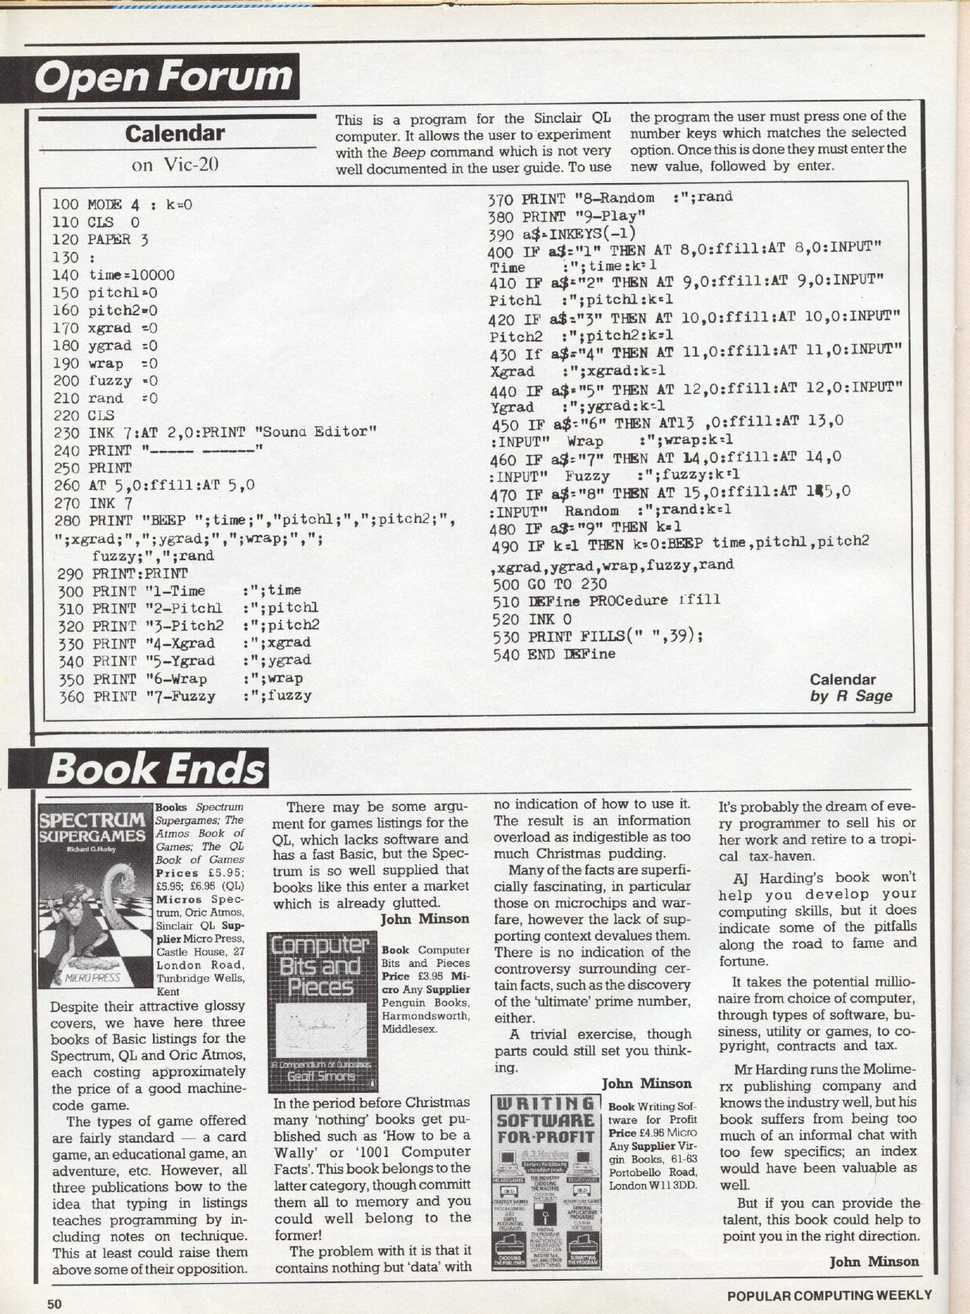 Open Forum
Calendar
on Vic-20
This is a program for the Sinclair QL
computer. It allows the user to experiment
with the Beep command which is not very
well documented in the user guide. To use
the program the user must press one of the
number keys which matches the selected
option. Once this is done they must enter the
new value, followed by enter.
100 MODE 4 : k=0
110 CLS 0
120 PAPER 3
130 :
140 time=10000
150 pitch1=0
160 pitch2=0
170 xgrad =0
180 ygrad =0
190 wrap =0
200 fuzzy =0
210 rand =0
220 CLS
230 INK 7:AT 2,0:PRINT "Sound Editor"
240 PRINT "----- ------"
250 PRINT
260 AT 5,0:ffill:AT 5,0
270 INK 7
280 PRINT "BEEP ";time;",";pitch1;",";pitch2;",
";xgrad;",";ygrad;",";wrap;",";
fuzzy;",";rand
290 PRINT:PRINT
300 PRINT "1-Time :";time
310 PRINT "2-Pitch1 :";pitch1
320 PRINT "3-Pitch2 :";pitch2
330 PRINT "4-Xgrad :";xgrad
340 PRINT "5-Ygrad :";ygrad
350 PRINT "6-Wrap :";wrap
360 PRINT "7-Fuzzy :";fuzzy
370 PRINT "8-Random :";rand
380 PRINT "9-Play"
390 a$=INKEYS(-1)
400 IF a$="1" THEN AT 8,0:ffill:AT 8,0:INPUT"
Time :";time:k=1
410 IF a$="2" THEN AT 9,0:ffill:AT 9,0:INPUT"
Pitch1 :";pitch1:k=1
420 IF a$="3" THEN AT 10,0:ffill:AT 10,0:INPUT"
Pitch2 :";pitch2:k=1
430 If a$="4" THEN AT 11,0:ffill:AT 11,0:INPUT"
Xgrad :";xgrad:k=1
440 IF a$="5" THEN AT 12,0:ffill:AT 12,0:INPUT"
Ygrad :";ygrad:k=1
450 IF a$="6" THEN AT13 ,0:ffill:AT 13,0
:INPUT" Wrap :";wrap:k=1
460 IF a$="7" THEN AT 14,0:ffill:AT 14,0
:INPUT" Fuzzy :";fuzzy:k=1
470 IF a$="8" THEN AT 15,0:ffill:AT 15,0
:INPUT" Random :";rand:k=1
480 IF a$="9" THEN k=1
490 IF k=1 THEN k=0:BEEP time,pitch1,pitch2
,xgrad,ygrad,wrap,fuzzy,rand
500 GO TO 230
510 DEFine PROCedure ffill
520 INK 0
530 PRINT FILLS(" ",39);
540 END DEFine
Calendar
by R Sage
Book Ends
SPECTRUM
SUPERGAMES
Richard G. Hurley
MICRO PRESS
Books Spectrum
Supergames; The
Atmos Book of
Games; The QL
Book of Games
Prices £5.95;
£5.95; £6.95 (QL)
Micros Spec-
trum, Oric Atmos,
Sinclair QL Sup-
plier Micro Press,
Castle House, 27
London Road,
Tunbridge Wells,
Kent
Despite their attractive glossy
covers, we have here three
books of Basic listings for the
Spectrum, QL and Oric Atmos,
each costing approximately
the price of a good machine-
code game.
The types of game offered
are fairly standard — a card
game, an educational game, an
adventure, etc. However, all
three publications bow to the
idea that typing in listings
teaches programming by in-
cluding notes on technique.
This at least could raise them
above some of their opposition.
There may be some argu-
ment for games listings for the
QL, which lacks software and
has a fast Basic, but the Spec-
trum is so well supplied that
books like this enter a market
which is already glutted.
John Minson
Computer
Bits and
Pieces
A Compendium of Curiosities
Geoff Simons
Book Computer
Bits and Pieces
Price £3.95 Mi-
cro Any Supplier
Penguin Books,
Harmondsworth,
Middlesex.
In the period before Christmas
many 'nothing' books get pu-
blished such as 'How to be a
Wally' or '1001 Computer
Facts'. This book belongs to the
latter category, though committ
them all to memory and you
could well belong to the
former!
The problem with it is that it
contains nothing but 'data' with
no indication of how to use it.
The result is an information
overload as indigestible as too
much Christmas pudding.
Many of the facts are superfi-
cially fascinating, in particular
those on microchips and war-
fare, however the lack of sup-
porting context devalues them.
There is no indication of the
controversy surrounding cer-
tain facts, such as the discovery
of the 'ultimate' prime number,
either.
A trivial exercise, though
parts could still set you think-
ing.
John Minson
WRITING
SOFTWARE
FOR·PROFIT
A.J. Harding
Book Writing Sof-
tware for Profit
Price £4.95 Micro
Any Supplier Vir-
gin Books, 61-63
Portobello Road,
London W11 3DD.
It's probably the dream of eve-
ry programmer to sell his or
her work and retire to a tropi-
cal tax-haven.
AJ Harding's book won't
help you develop your
computing skills, but it does
indicate some of the pitfalls
along the road to fame and
fortune.
It takes the potential millio-
naire from choice of computer,
through types of software, bu-
siness, utility or games, to co-
pyright, contracts and tax.
Mr Harding runs the Molime-
rx publishing company and
knows the industry well, but his
book suffers from being too
much of an informal chat with
too few specifics; an index
would have been valuable as
well.
But if you can provide the
talent, this book could help to
point you in the right direction.
John Minson
50
POPULAR COMPUTING WEEKLY